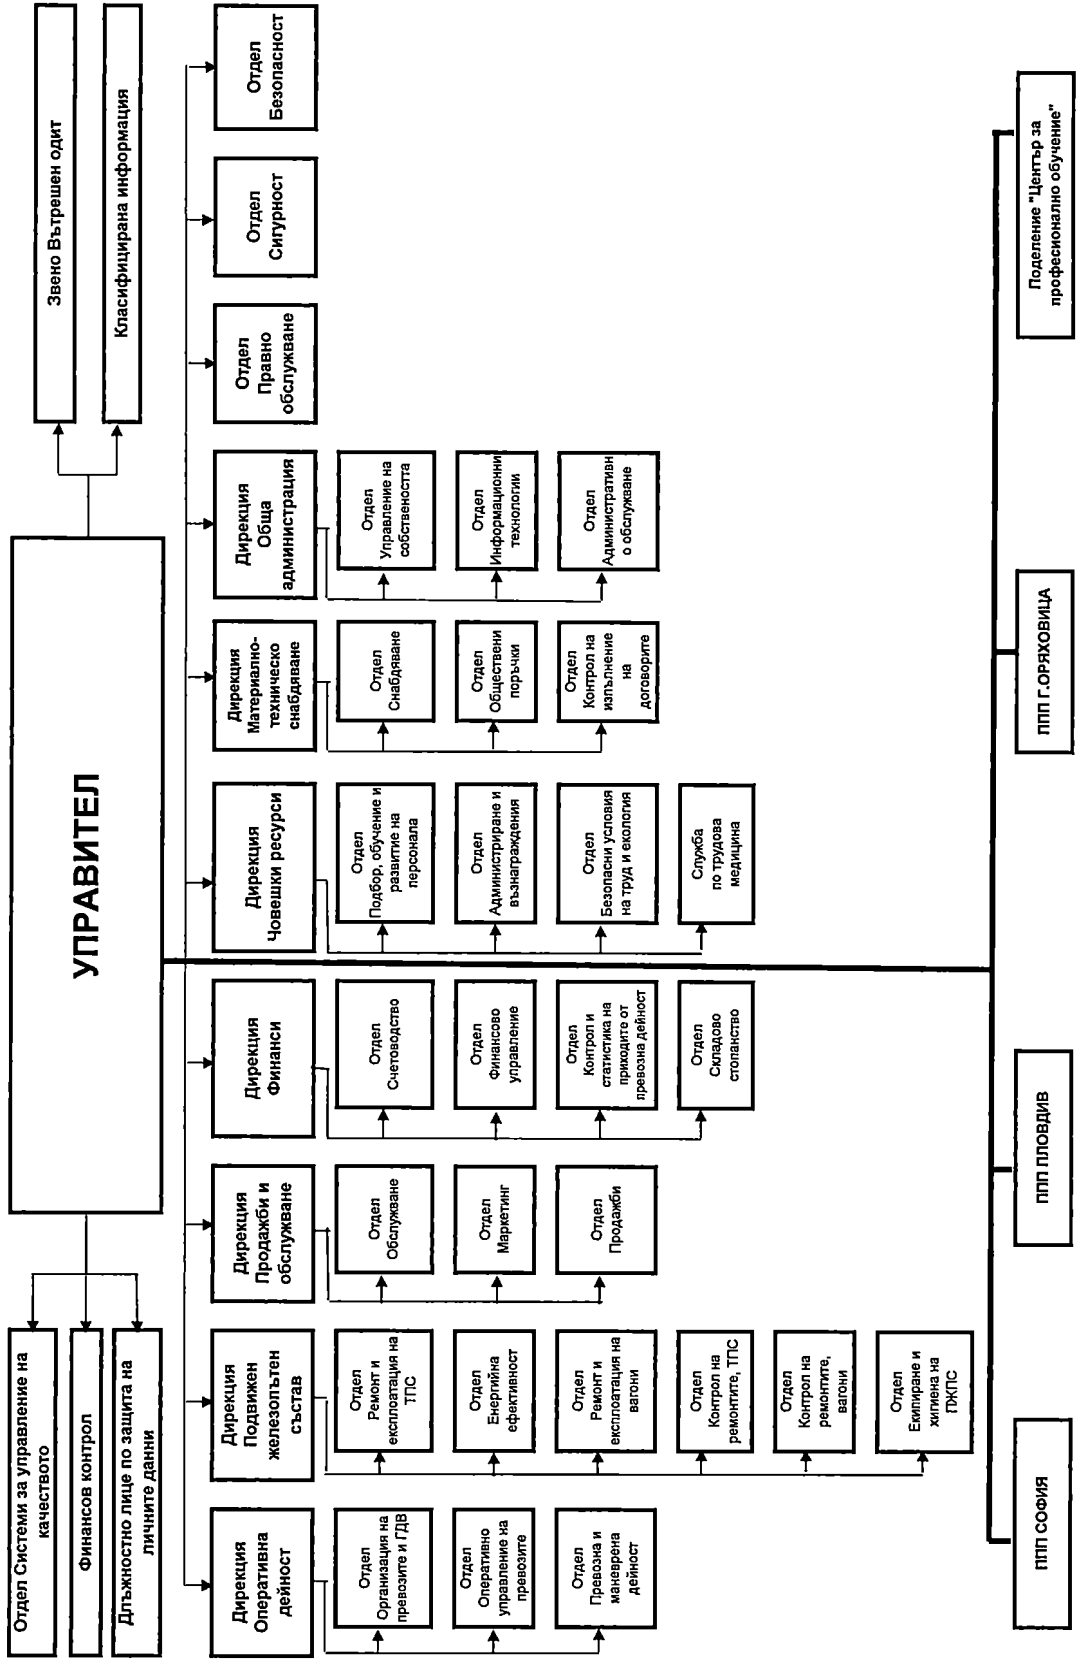 УПРАВИТЕЛ
Отдел Системи за управление на
качеството
Финансов контрол
Длъжностно лице по защита на
личните данни
Звено Вътрешен одит
Класифицирана информация
Дирекция
Оперативна
дейност
Отдел
Организация на
превозите и ГДВ
Отдел
Оперативно
управление на
превозите
Отдел
Превозна и
маневрена
дейност
Дирекция
Подвижен
железопътен
състав
Отдел
Ремонт и
експлоатация на
ТПС
Отдел
Енергийна
ефективност
Отдел
Ремонт и
експлоатация на
вагони
Отдел
Контрол на
ремонтите, ТПС
Отдел
Контрол на
ремонтите,
вагони
Отдел
Екипиране и
хигиена на
ПЖПС
Дирекция
Продажби и
обслужване
Отдел
Обслужване
Отдел
Маркетинг
Отдел
Продажби
Дирекция
Финанси
Отдел
Счетоводство
Отдел
Финансово
управление
Отдел
Контрол и
статистика на
приходите от
превозна дейност
Отдел
Складово
стопанство
Дирекция
Човешки ресурси
Отдел
Подбор, обучение и
развитие на
персонала
Отдел
Администриране и
възнаграждения
Отдел
Безопасни условия
на труд и екология
Служба
по трудова
медицина
Дирекция
Материално-
техническо
снабдяване
Отдел
Снабдяване
Отдел
Обществени
поръчки
Отдел
Контрол на
изпълнение
на
договорите
Дирекция
Обща
администрация
Отдел
Управление на
собствеността
Отдел
Информационни
технологии
Отдел
Административн
о обслужване
Отдел
Правно
обслужване
Отдел
Сигурност
Отдел
Безопасност
ППП СОФИЯ
ППП ПЛОВДИВ
ППП Г.ОРЯХОВИЦА
Поделение "Център за
професионално обучение"